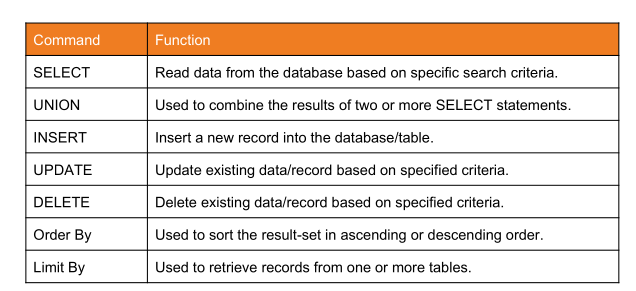 Command Function
SELECT Read data from the database based on specific search criteria.
UNION Used to combine the results of two or more SELECT statements.
INSERT Insert a new record into the database/table.
UPDATE Update existing data/record based on specified criteria.
DELETE Delete existing data/record based on specified criteria.
Order By Used to sort the result-set in ascending or descending order.
Limit By Used to retrieve records from one or more tables.